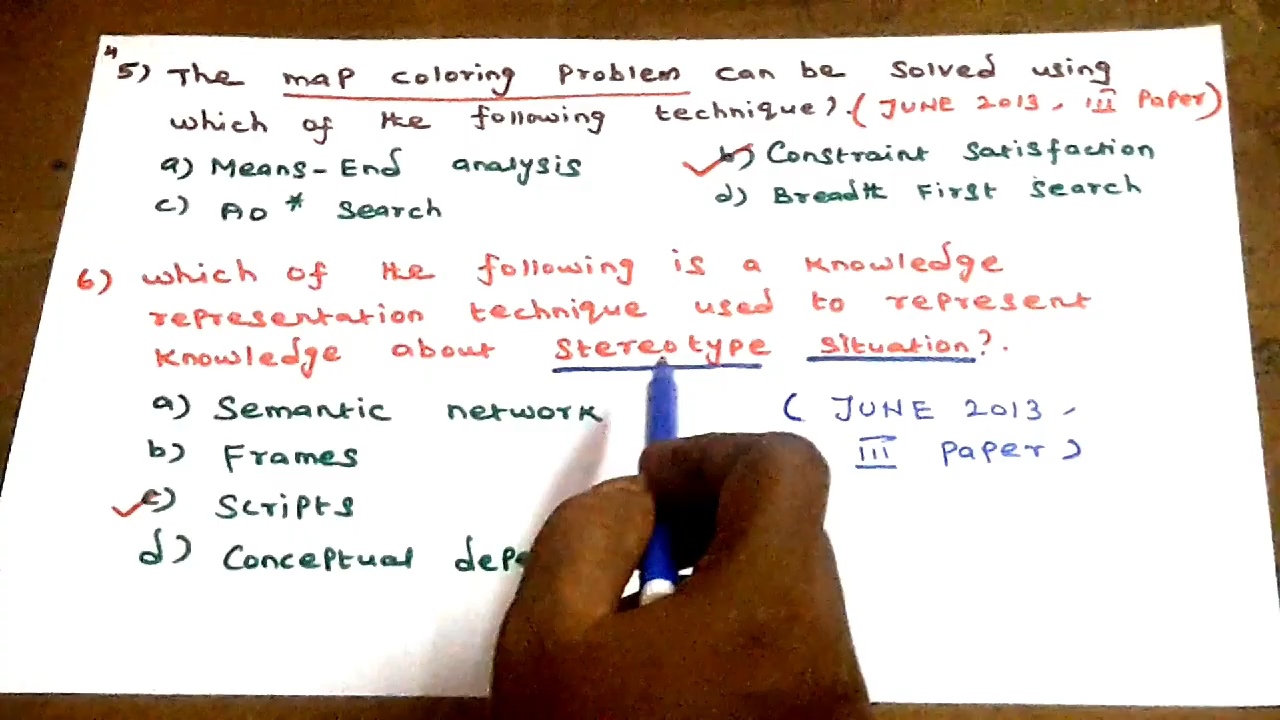 5) The map coloring problem can be solved using
which of the following technique?. (JUNE 2013, III Paper)
a) Means-End analysis b) Constraint Satisfaction
c) AO* Search d) Breadth First Search
6) which of the following is a knowledge
representation technique used to represent
knowledge about stereotype situation?.
a) Semantic network (JUNE 2013,
b) Frames III Paper)
c) Scripts
d) Conceptual